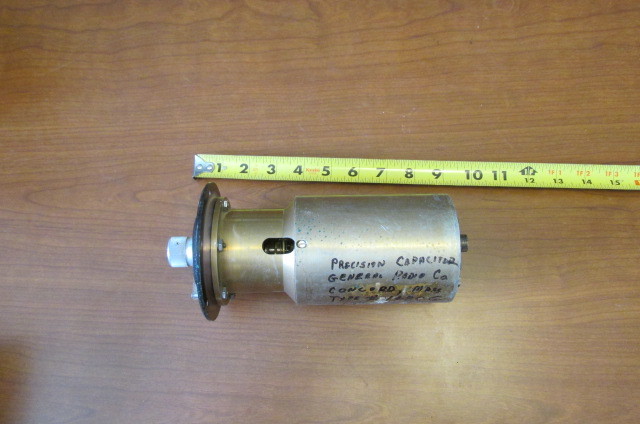 1 2 3 4 5 6 7 8 9 10 11 12 13 14 15
PRECISION CAPACITOR
GENERAL RADIO CO
CONCORD, MASS
TYPE